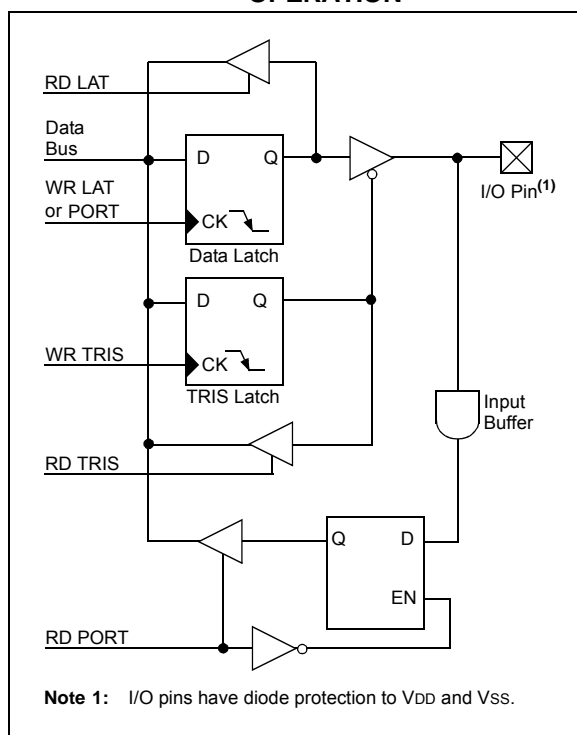 OPERATION
RD LAT
Data
Bus
D
Q
WR LAT
or PORT
CK
Data Latch
I/O Pin(1)
D
Q
WR TRIS
CK
TRIS Latch
Input
Buffer
RD TRIS
Q
D
EN
RD PORT
Note 1: I/O pins have diode protection to VDD and VSS.